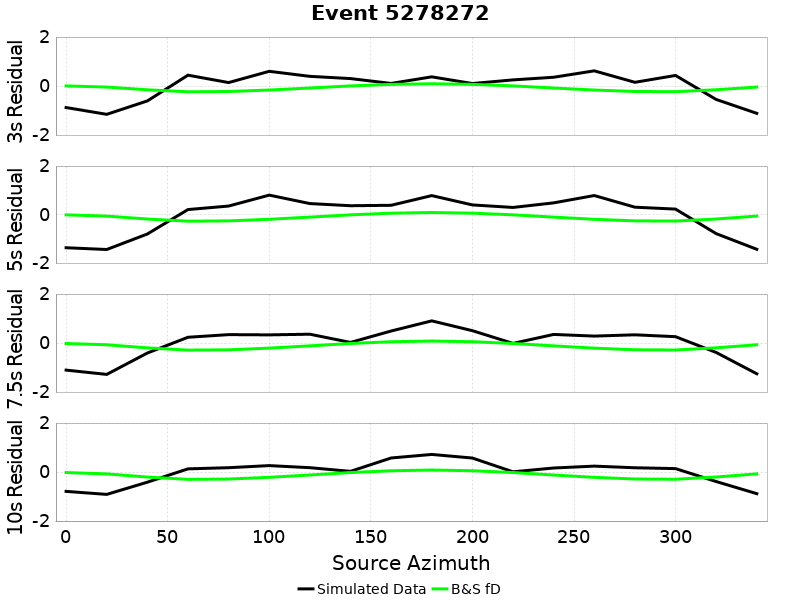 Event 5278272
3s Residual
2
0
-2
5s Residual
2
0
-2
7.5s Residual
2
0
-2
10s Residual
2
0
-2
0 50 100 150 200 250 300
Source Azimuth
Simulated Data B&S fD